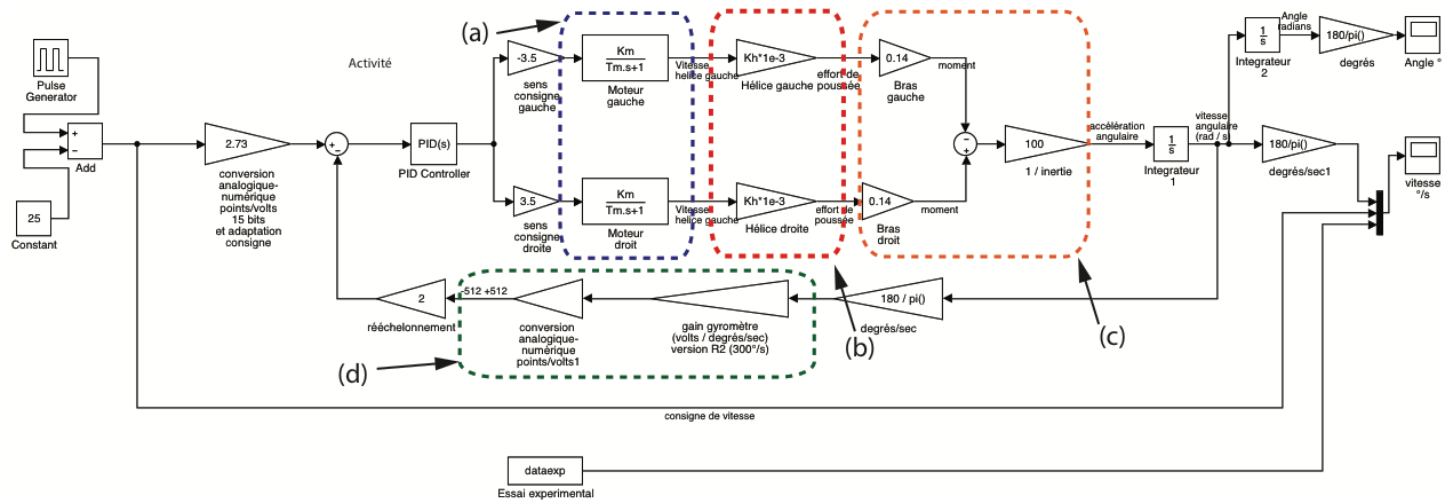 (a)
Activité
Pulse
Generator
+
−
Add
25
Constant
2.73
conversion
analogique-
numérique
points/volts
15 bits
et adaptation
consigne
+
−
PID(s)
PID Controller
-3.5
sens
consigne
gauche
Km
Tm.s+1
Moteur
gauche
Vitesse
helice gauche
Kh*1e-3
Hélice gauche
effort de
poussée
0.14
Bras
gauche
moment
3.5
sens
consigne
droite
Km
Tm.s+1
Moteur
droit
Vitesse
helice gauche
Kh*1e-3
Hélice droite
effort de
poussée
0.14
Bras
droit
moment
−
+
100
1 / inertie
accélération
angulaire
1
s
Integrateur
1
vitesse
angulaire
(rad / s)
1
s
Integrateur
2
Angle
radians
180/pi()
degrés
Angle °
180/pi()
degrés/sec1
vitesse
°/s
2
rééchelonnement
-512 +512
conversion
analogique-
numérique
points/volts1
gain gyromètre
(volts / degrés/sec)
version R2 (300°/s)
180 / pi()
degrés/sec
(b)
(c)
(d)
consigne de vitesse
dataexp
Essai experimental